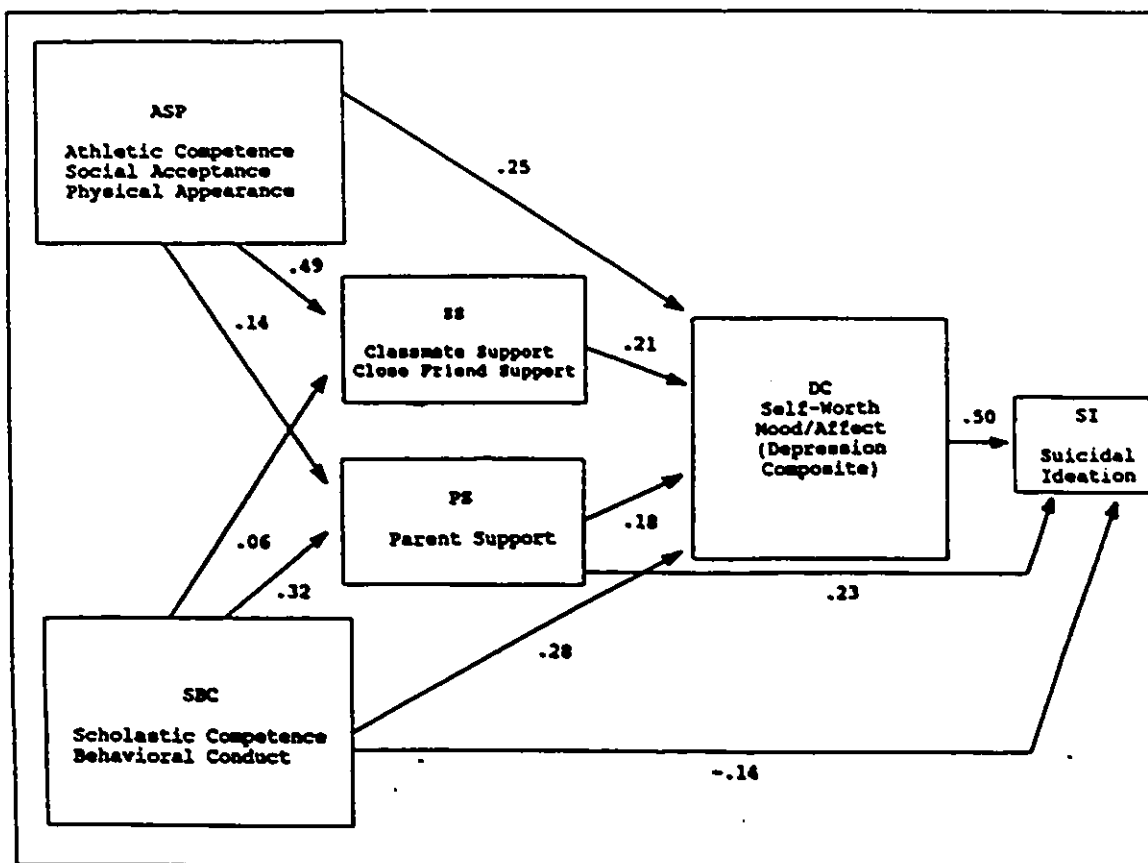 ASP
Athletic Competence
Social Acceptance
Physical Appearance
.25
.49
.14
SS
Classmate Support
Close Friend Support
.21
DC
Self-Worth
Mood/Affect
(Depression
Composite)
.50
SI
Suicidal
Ideation
PS
Parent Support
.18
.06
.32
.23
.28
SBC
Scholastic Competence
Behavioral Conduct
-.14